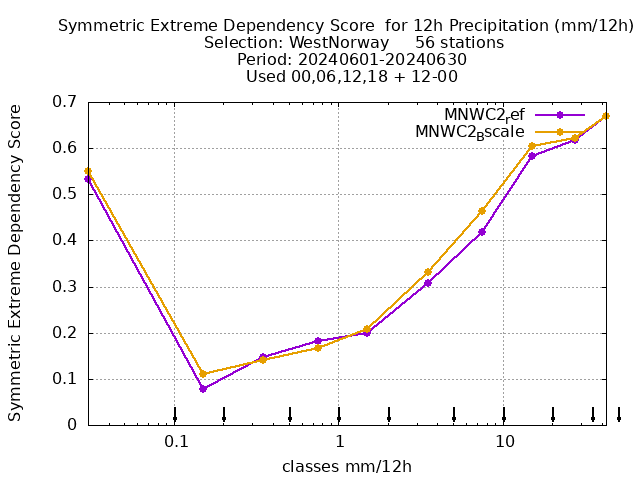 Symmetric Extreme Dependency Score  for 12h Precipitation (mm/12h)
Selection: WestNorway     56 stations
Period: 20240601-20240630
Used 00,06,12,18 + 12-00
MNWC2ref
MNWC2Bscale
Symmetric Extreme Dependency Score
0.7
0.6
0.5
0.4
0.3
0.2
0.1
0
0.1 1 10
classes mm/12h